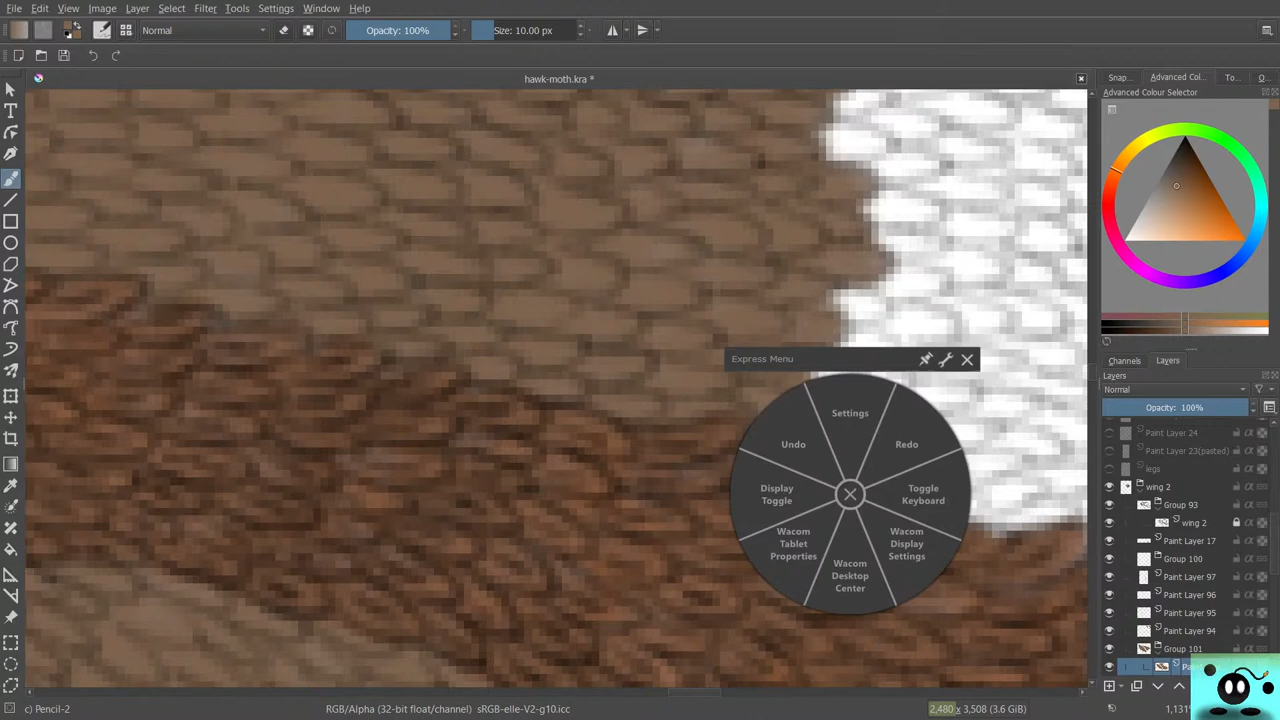 File Edit View Image Layer Select Filter Tools Settings Window Help
Normal Opacity: 100% Size: 10.00 px
hawk-moth.kra *
Snap... Advanced Col... To... O...
Advanced Colour Selector
Channels Layers
Layers
Normal
Opacity: 100%
Paint Layer 24
Paint Layer 23(pasted)
legs
wing 2
Group 93
wing 2
Paint Layer 17
Group 100
Paint Layer 97
Paint Layer 96
Paint Layer 95
Paint Layer 94
Group 101
Express Menu
Settings
Undo
Redo
Display
Toggle
Toggle
Keyboard
Wacom
Tablet
Properties
Wacom
Display
Settings
Wacom
Desktop
Center
c) Pencil-2 RGB/Alpha (32-bit float/channel) sRGB-elle-V2-g10.icc 2,480 x 3,508 (3.6 GiB)